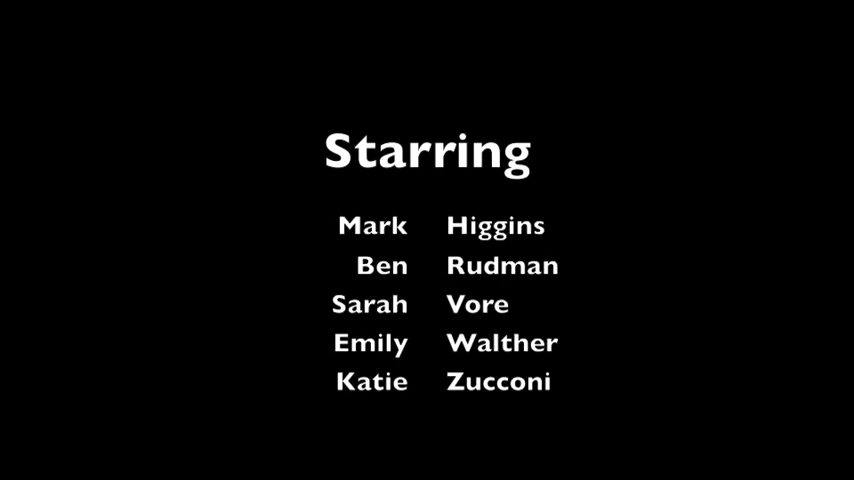 Starring
Mark Higgins
Ben Rudman
Sarah Vore
Emily Walther
Katie Zucconi